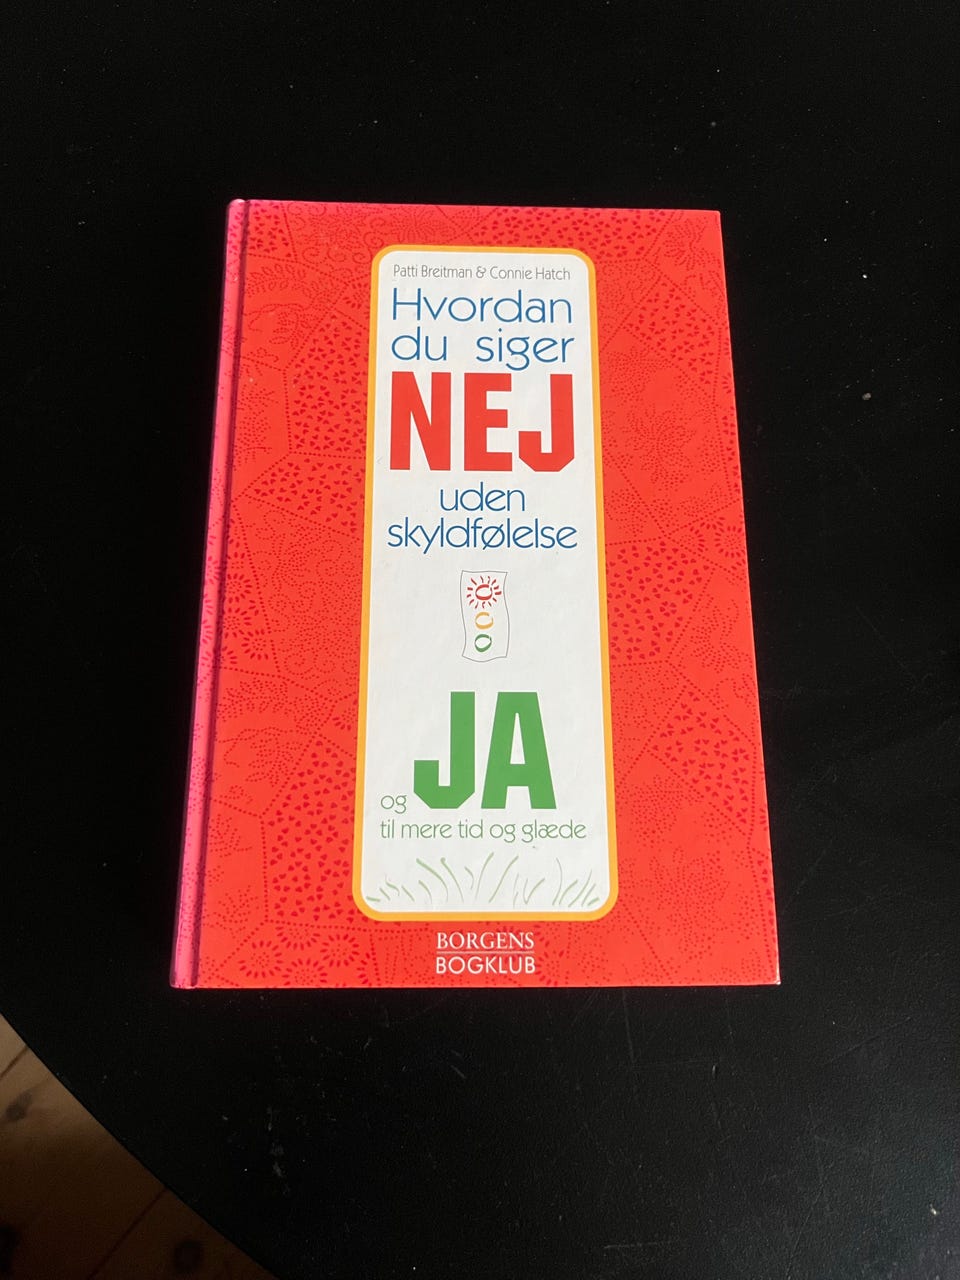 Patti Breitman & Connie Hatch
Hvordan
du siger
NEJ
uden
skyldfølelse
og JA
til mere tid og glæde
BORGENS
BOGKLUB